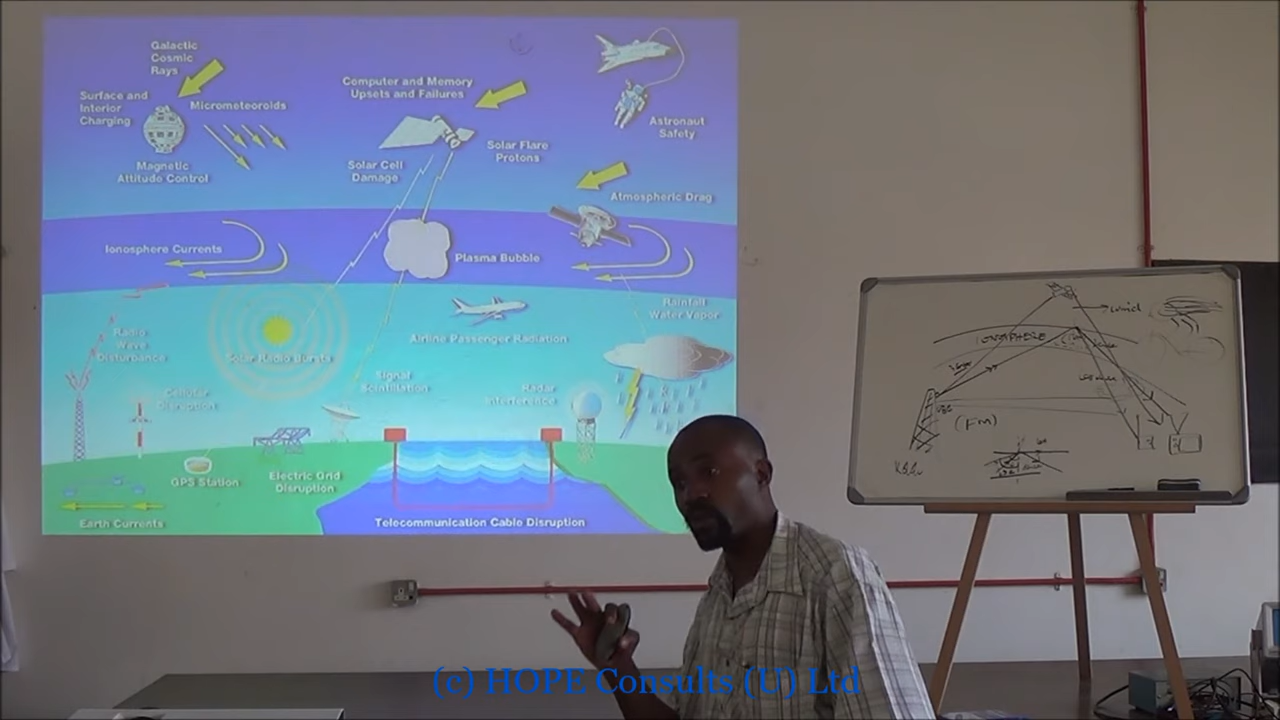 Galactic
Cosmic
Rays
Surface and
Interior
Charging
Micrometeoroids
Magnetic
Attitude Control
Computer and Memory
Upsets and Failures
Solar Cell
Damage
Solar Flare
Protons
Astronaut
Safety
Atmospheric Drag
Ionosphere Currents
Plasma Bubble
Rainfall
Water Vapor
Radio
Wave
Disturbance
Solar Radio Bursts
Airline Passenger Radiation
Signal
Scintillation
Cellular
Disruption
Radar
Interference
GPS Station
Electric Grid
Disruption
Earth Currents
Telecommunication Cable Disruption
IONOSPHERE
(FM)
(c) HOPE Consults (U) Ltd